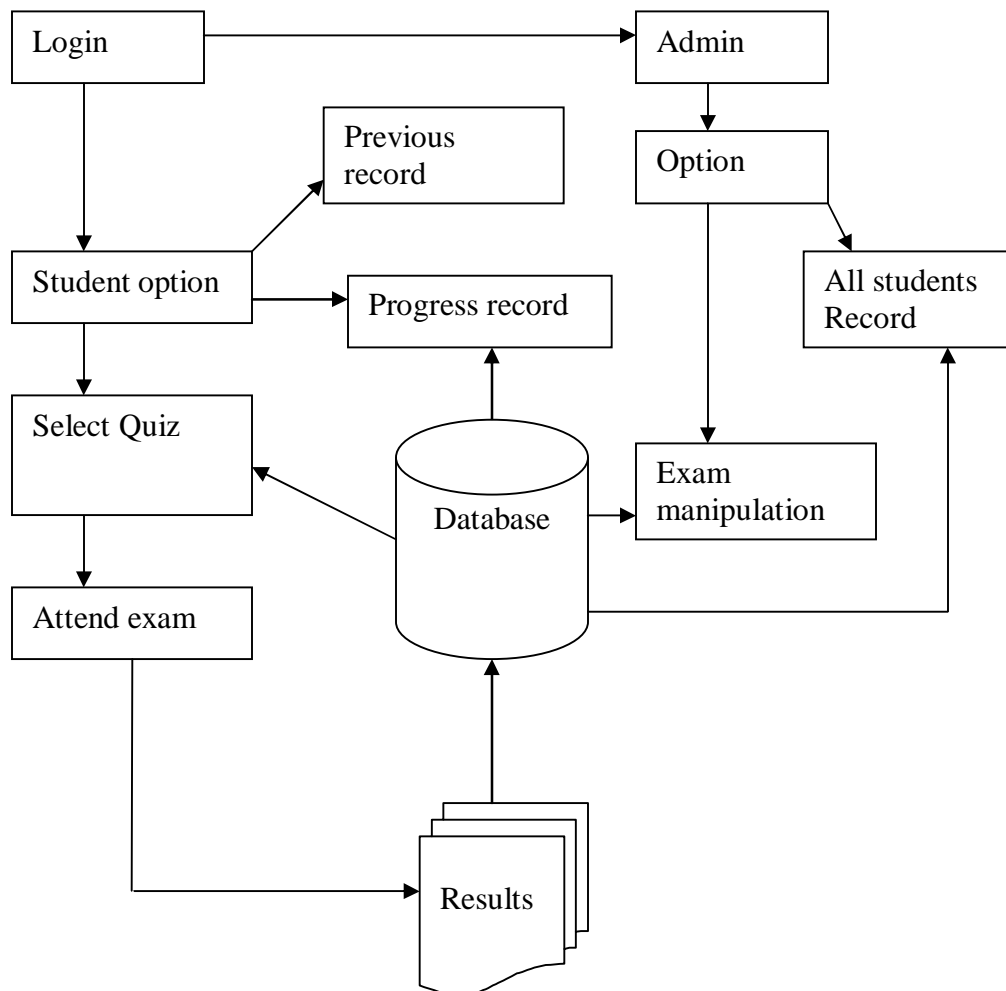 Login
Admin
Previous
record
Option
Student option
All students
Record
Progress record
Select Quiz
Exam
manipulation
Database
Attend exam
Results